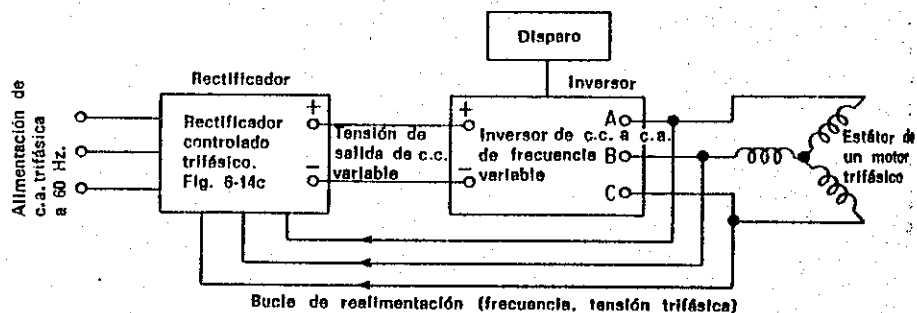 Disparo
Rectificador
Inversor
Alimentación de
c.a. trifásica
a 60 Hz.
Rectificador
controlado
trifásico.
Fig. 6-14c
+
−
Tensión de
salida de c.c.
variable
+
−
Inversor de c.c. a c.a.
de frecuencia
variable
A
B
C
Estátor de
un motor
trifásico
Bucle de realimentación (frecuencia, tensión trifásica)